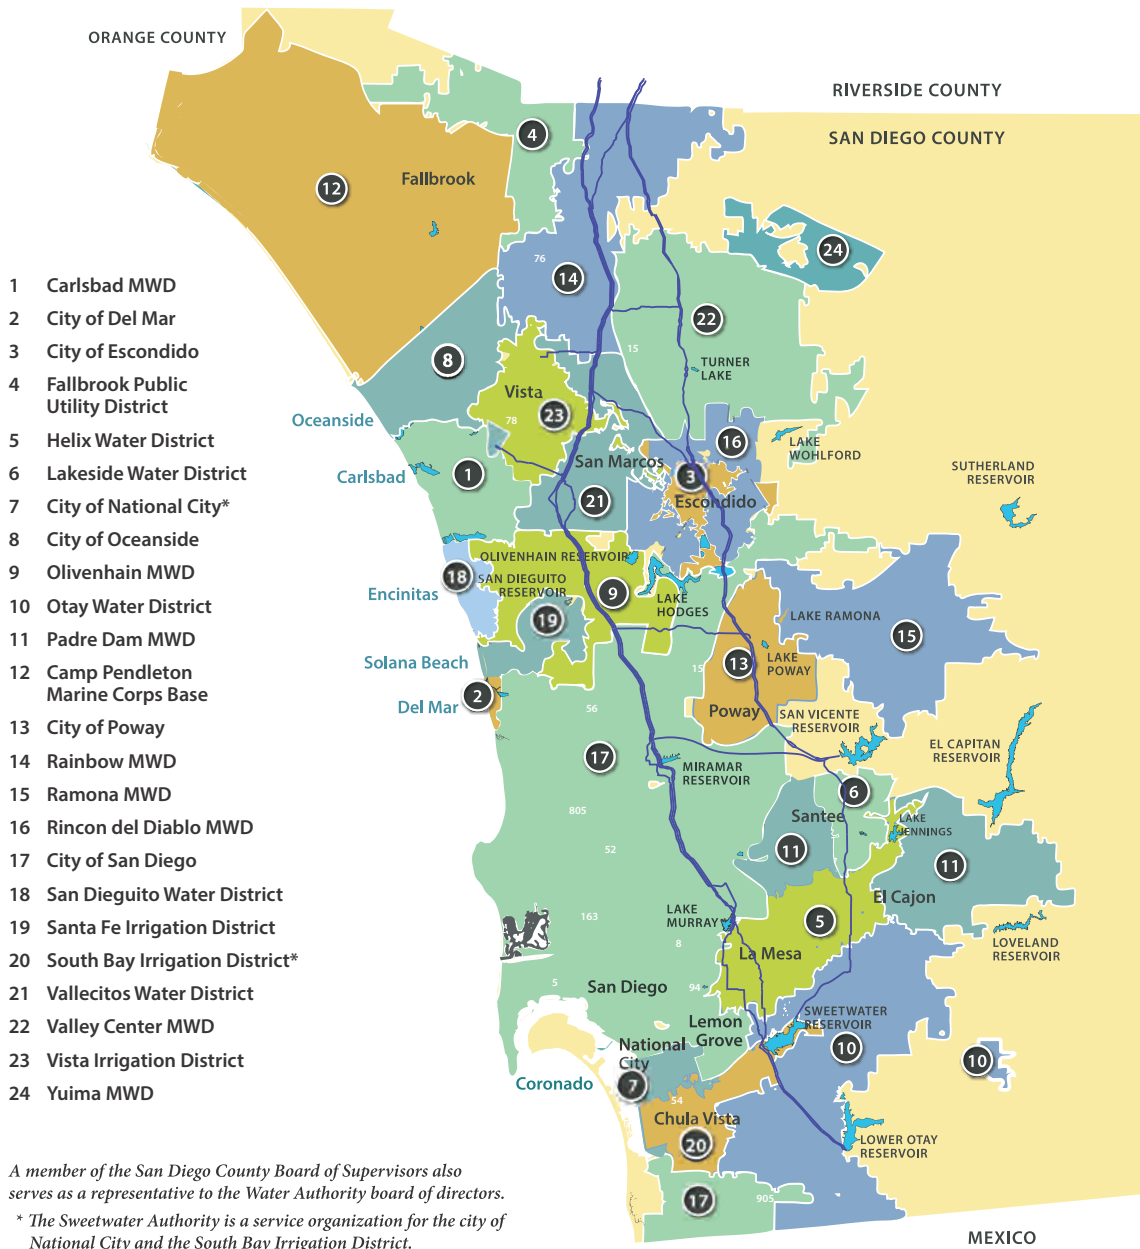 ORANGE COUNTY
RIVERSIDE COUNTY
SAN DIEGO COUNTY
4
12
Fallbrook
24
76
14
22
15
TURNER
LAKE
8
Vista
23
78
Oceanside
16
LAKE
WOHLFORD
San Marcos
Carlsbad
1
3
Escondido
21
SUTHERLAND
RESERVOIR
OLIVENHAIN RESERVOIR
18
SAN DIEGUITO
RESERVOIR
9
Encinitas
LAKE
HODGES
19
LAKE RAMONA
15
Solana Beach
13
LAKE
POWAY
15
2
Del Mar
Poway
56
SAN VICENTE
RESERVOIR
17
EL CAPITAN
RESERVOIR
MIRAMAR
RESERVOIR
6
805
Santee
LAKE
JENNINGS
52
11
11
El Cajon
163
LAKE
MURRAY
5
8
La Mesa
LOVELAND
RESERVOIR
5
San Diego
94
Lemon
Grove
SWEETWATER
RESERVOIR
National
City
10
10
Coronado
7
54
Chula Vista
20
LOWER OTAY
RESERVOIR
17
905
MEXICO
1 Carlsbad MWD
2 City of Del Mar
3 City of Escondido
4 Fallbrook Public
Utility District
5 Helix Water District
6 Lakeside Water District
7 City of National City*
8 City of Oceanside
9 Olivenhain MWD
10 Otay Water District
11 Padre Dam MWD
12 Camp Pendleton
Marine Corps Base
13 City of Poway
14 Rainbow MWD
15 Ramona MWD
16 Rincon del Diablo MWD
17 City of San Diego
18 San Dieguito Water District
19 Santa Fe Irrigation District
20 South Bay Irrigation District*
21 Vallecitos Water District
22 Valley Center MWD
23 Vista Irrigation District
24 Yuima MWD
A member of the San Diego County Board of Supervisors also
serves as a representative to the Water Authority board of directors.
* The Sweetwater Authority is a service organization for the city of
National City and the South Bay Irrigation District.